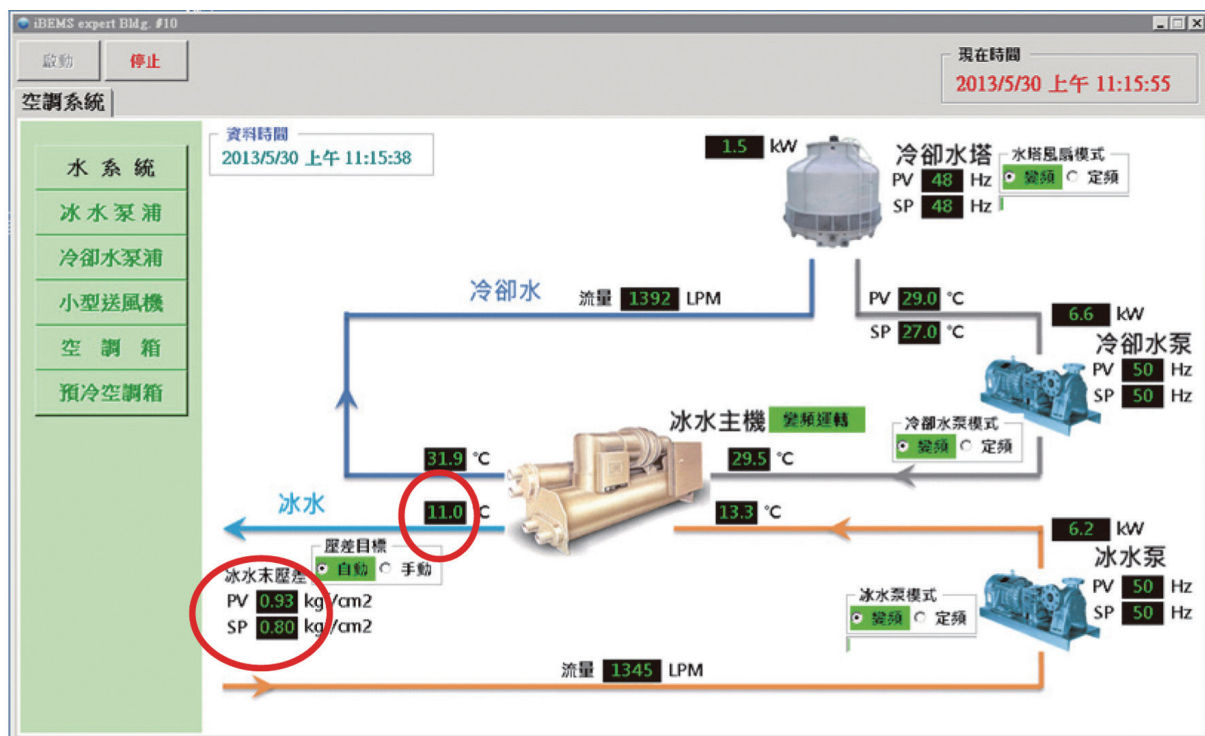 iBEMS expert Bldg. #10
啟動
停止
現在時間
2013/5/30 上午 11:15:55
空調系統
資料時間
2013/5/30 上午 11:15:38
水系統
冰水泵浦
冷卻水泵浦
小型送風機
空調箱
預冷空調箱
1.5 kW
冷卻水塔
PV 48 Hz
SP 48 Hz
水塔風扇模式
變頻 定頻
冷卻水
流量 1392 LPM
PV 29.0 °C
SP 27.0 °C
6.6 kW
冷卻水泵
PV 50 Hz
SP 50 Hz
冰水主機 變頻運轉
冷卻水泵模式
變頻 定頻
31.9 °C
29.5 °C
冰水
11.0 °C
13.3 °C
壓差目標
自動 手動
冰水末壓差
PV 0.93 kg/cm2
SP 0.80 kg/cm2
6.2 kW
冰水泵
PV 50 Hz
SP 50 Hz
冰水泵模式
變頻 定頻
流量 1345 LPM